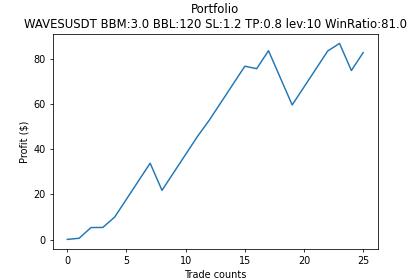 Portfolio
WAVESUSDT BBM:3.0 BBL:120 SL:1.2 TP:0.8 lev:10 WinRatio:81.0
80
60
40
20
0
Profit ($)
0 5 10 15 20 25
Trade counts